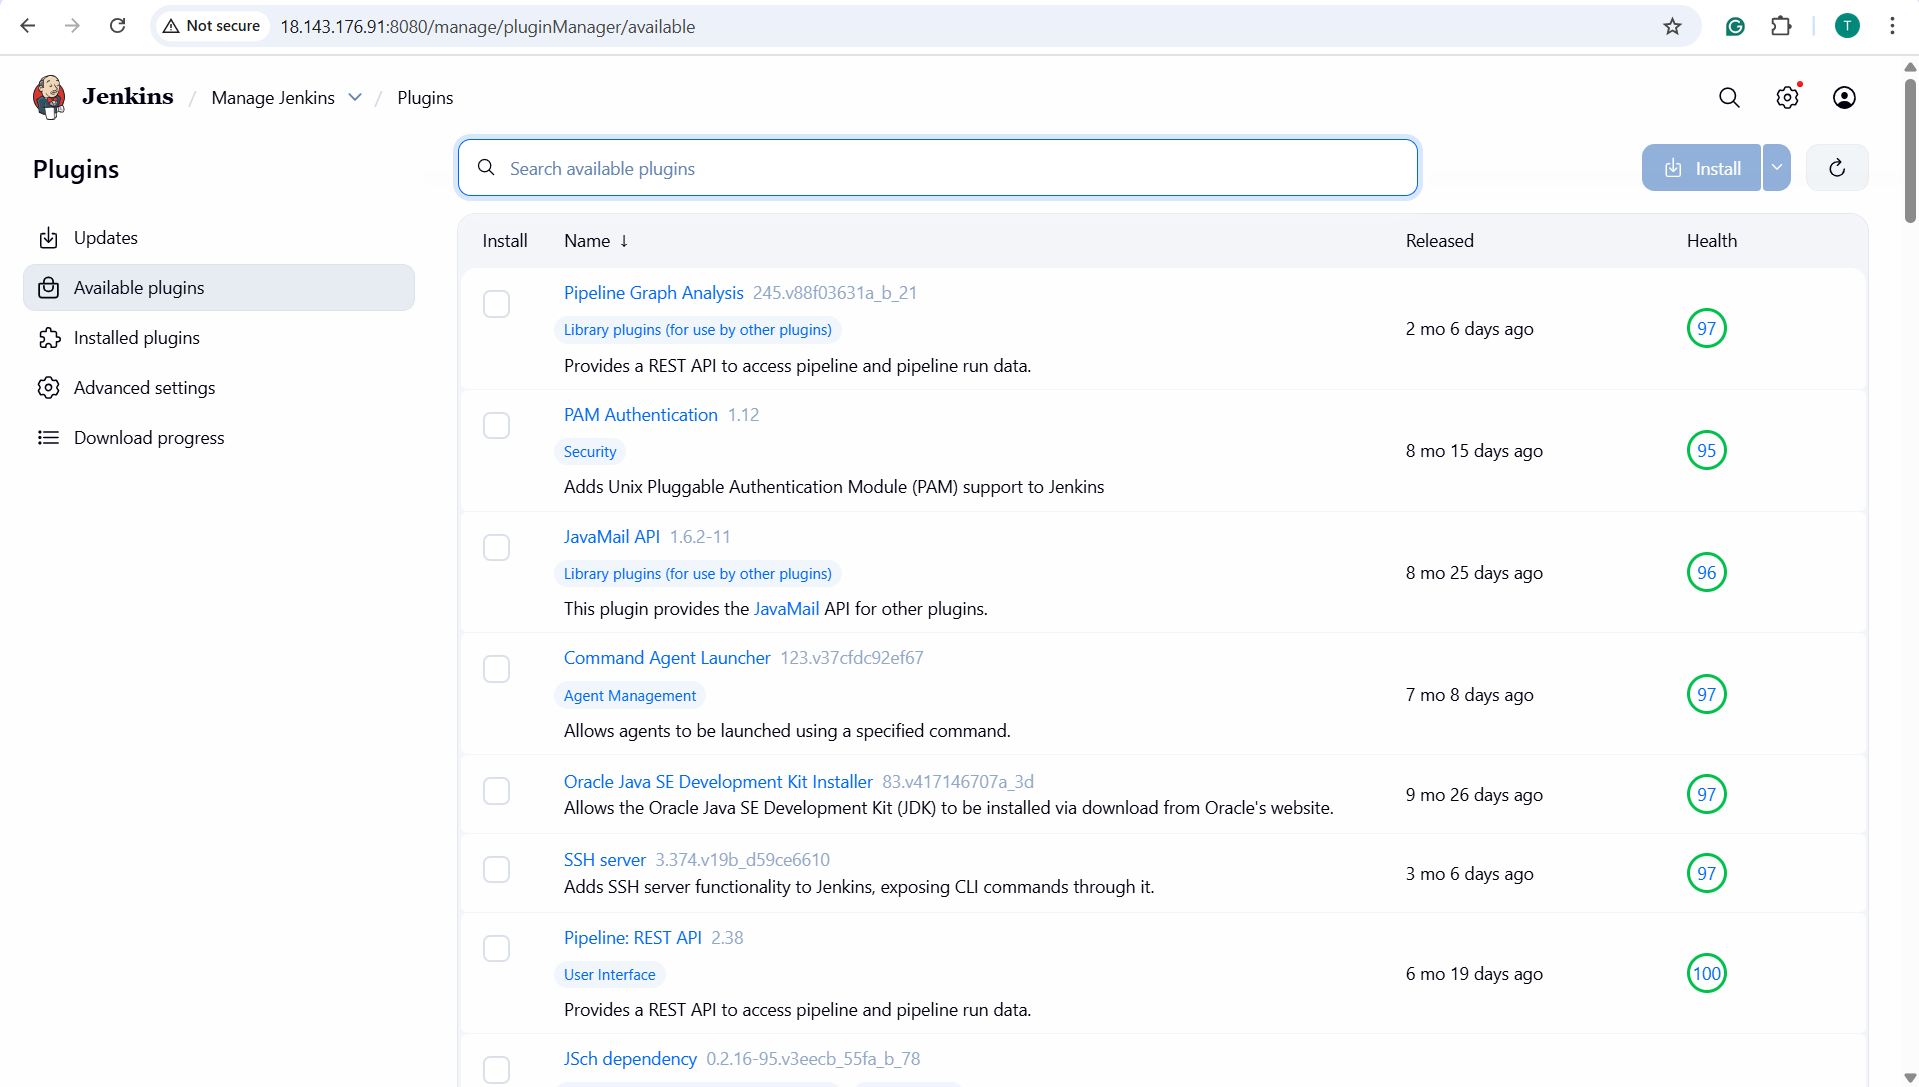 Not secure 18.143.176.91:8080/manage/pluginManager/available
T
Jenkins / Manage Jenkins / Plugins
Plugins
Search available plugins
Install
Updates
Available plugins
Installed plugins
Advanced settings
Download progress
Install Name ↓ Released Health
Pipeline Graph Analysis 245.v88f03631a_b_21
Library plugins (for use by other plugins)
Provides a REST API to access pipeline and pipeline run data.
2 mo 6 days ago
97
PAM Authentication 1.12
Security
Adds Unix Pluggable Authentication Module (PAM) support to Jenkins
8 mo 15 days ago
95
JavaMail API 1.6.2-11
Library plugins (for use by other plugins)
This plugin provides the JavaMail API for other plugins.
8 mo 25 days ago
96
Command Agent Launcher 123.v37cfdc92ef67
Agent Management
Allows agents to be launched using a specified command.
7 mo 8 days ago
97
Oracle Java SE Development Kit Installer 83.v417146707a_3d
Allows the Oracle Java SE Development Kit (JDK) to be installed via download from Oracle's website.
9 mo 26 days ago
97
SSH server 3.374.v19b_d59ce6610
Adds SSH server functionality to Jenkins, exposing CLI commands through it.
3 mo 6 days ago
97
Pipeline: REST API 2.38
User Interface
Provides a REST API to access pipeline and pipeline run data.
6 mo 19 days ago
100
JSch dependency 0.2.16-95.v3eecb_55fa_b_78